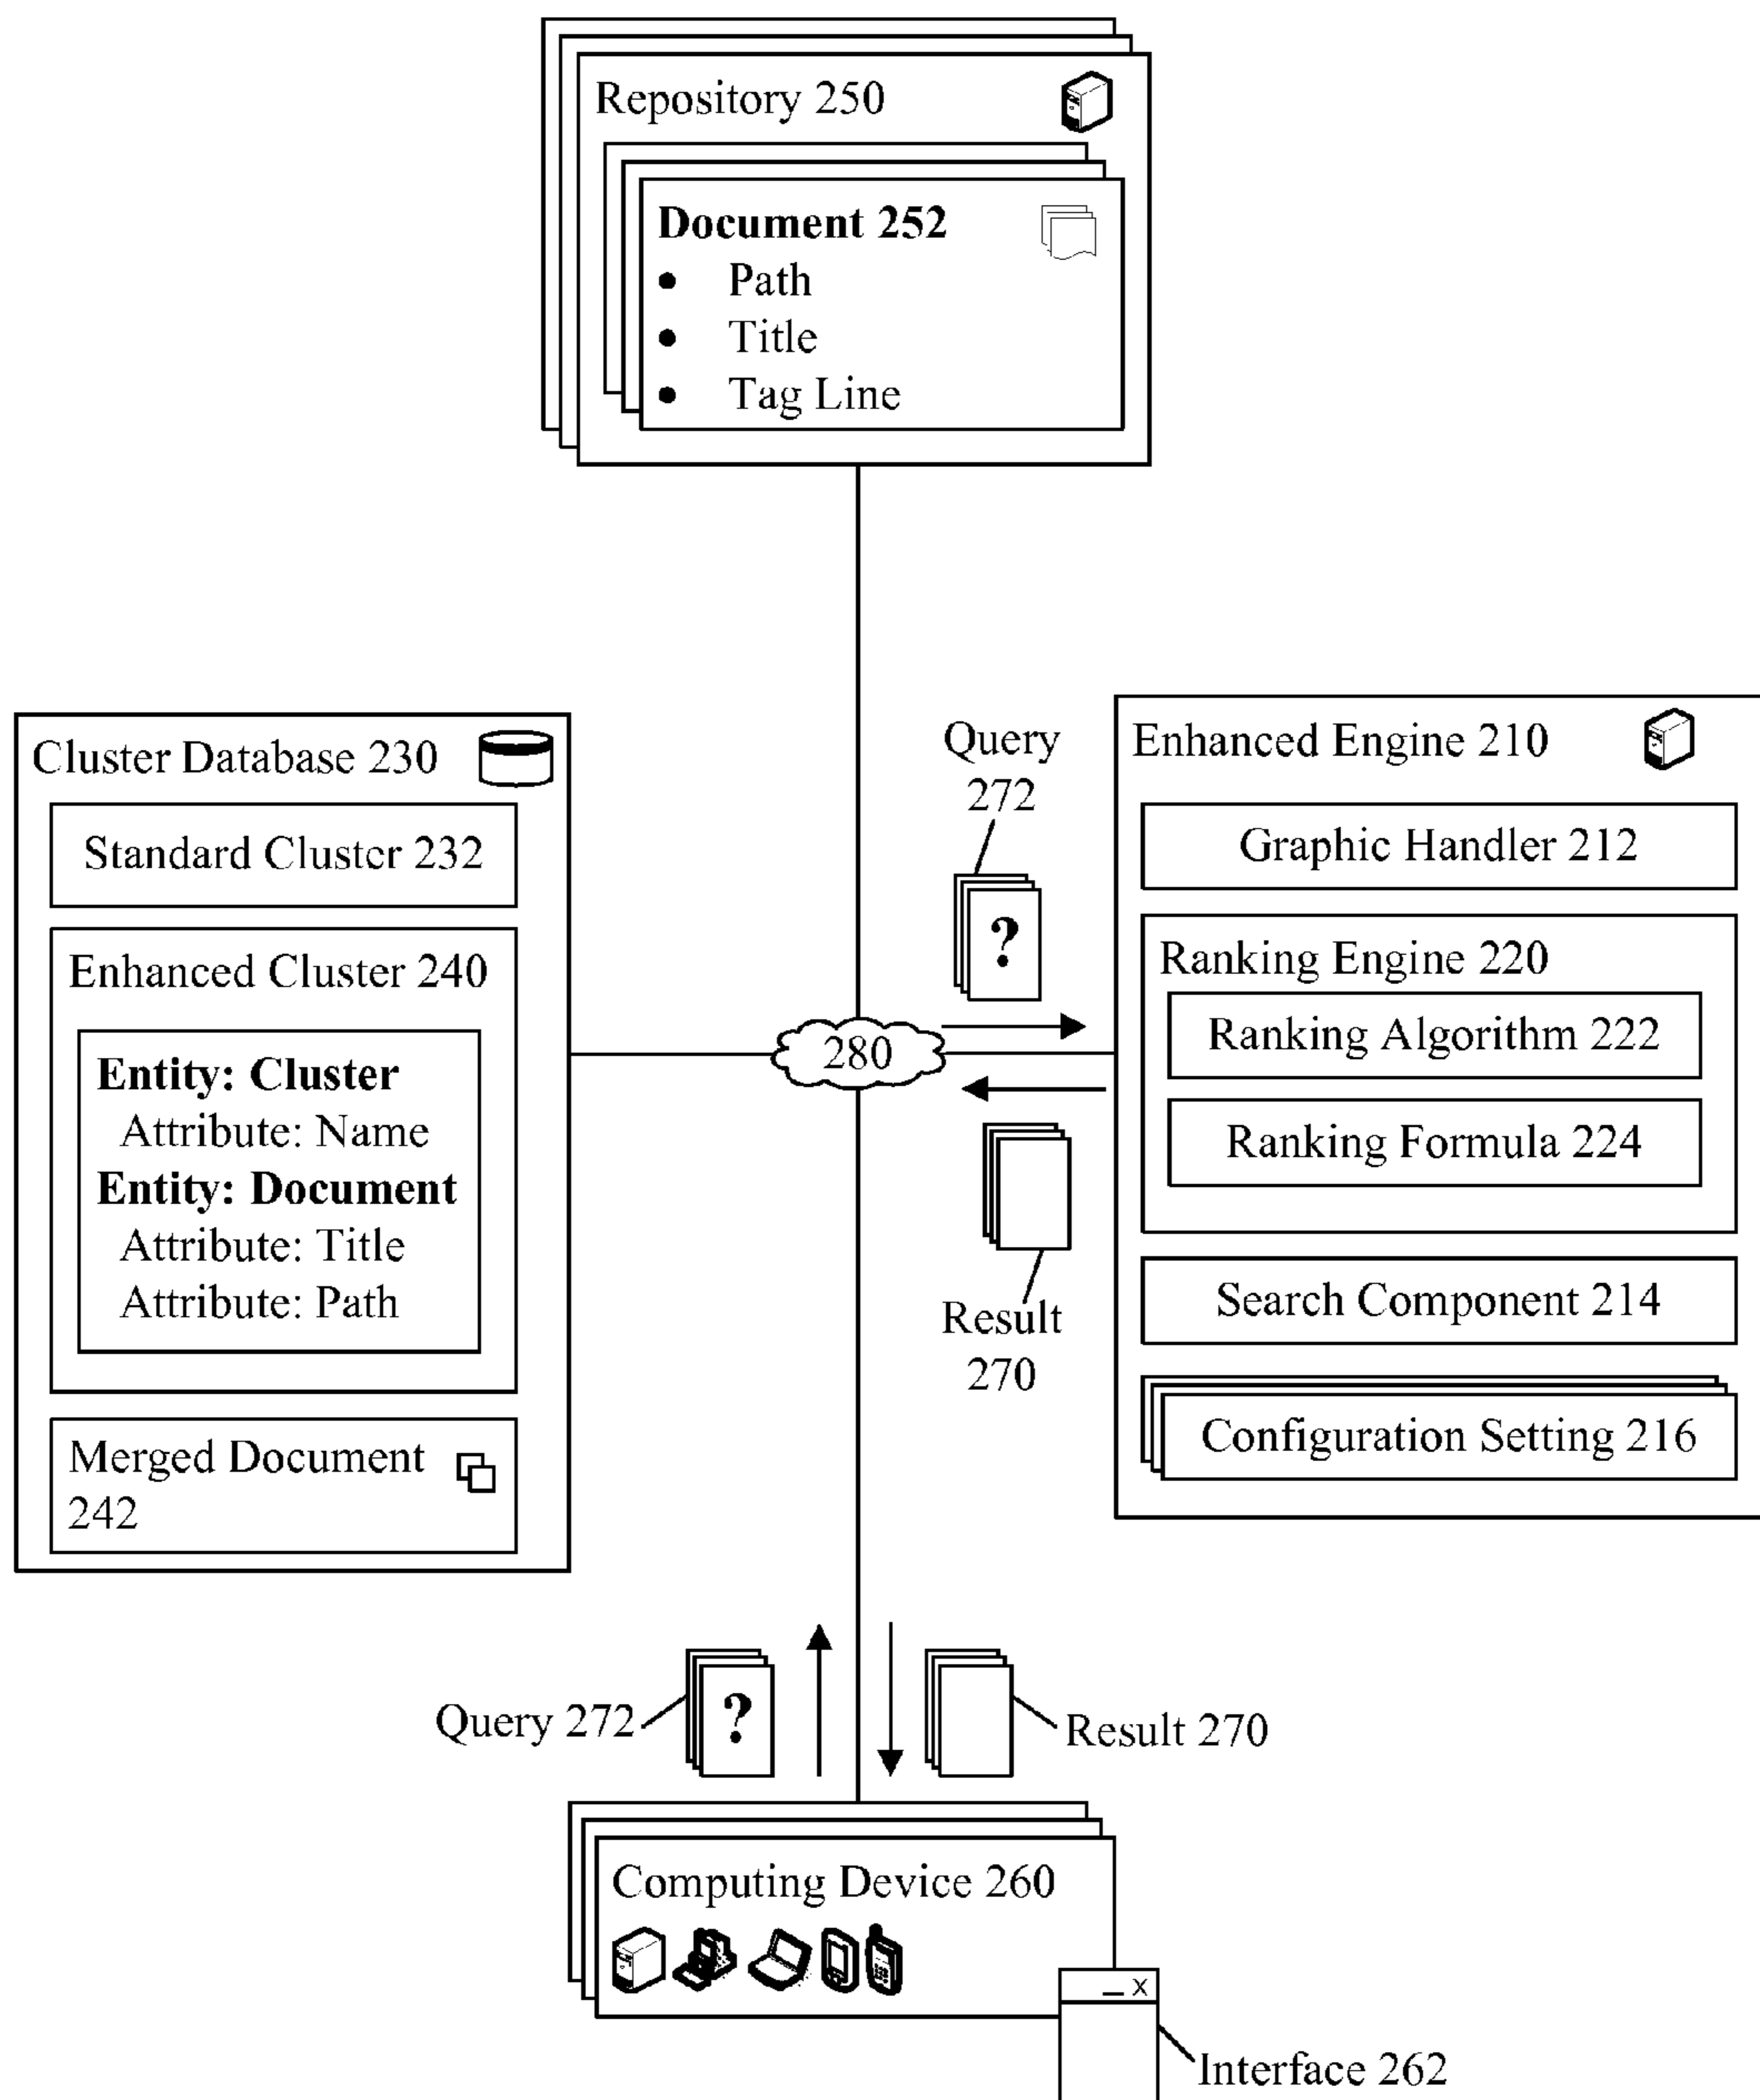 Repository 250
Document 252
• Path
• Title
• Tag Line
Cluster Database 230
Standard Cluster 232
Enhanced Cluster 240
Entity: Cluster
Attribute: Name
Entity: Document
Attribute: Title
Attribute: Path
Merged Document
242
Query
272
?
280
Result
270
Enhanced Engine 210
Graphic Handler 212
Ranking Engine 220
Ranking Algorithm 222
Ranking Formula 224
Search Component 214
Configuration Setting 216
Query 272
?
Result 270
Computing Device 260
_ X
Interface 262